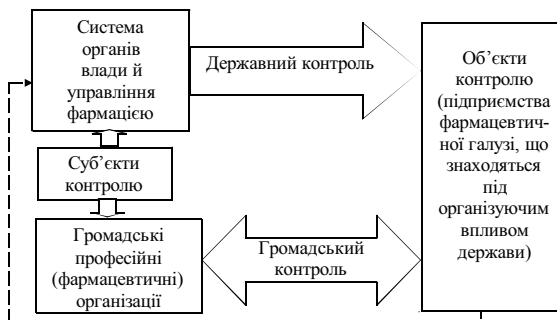 Система
органів
влади й
управління
фармацією
Державний контроль
Об’єкти
контролю
(підприємства
фармацевтич-
ної галузі, що
знаходяться
під
організуючим
впливом
держави)
Суб’єкти
контролю
Громадські
професійні
(фармацевтичні)
організації
Громадський
контроль